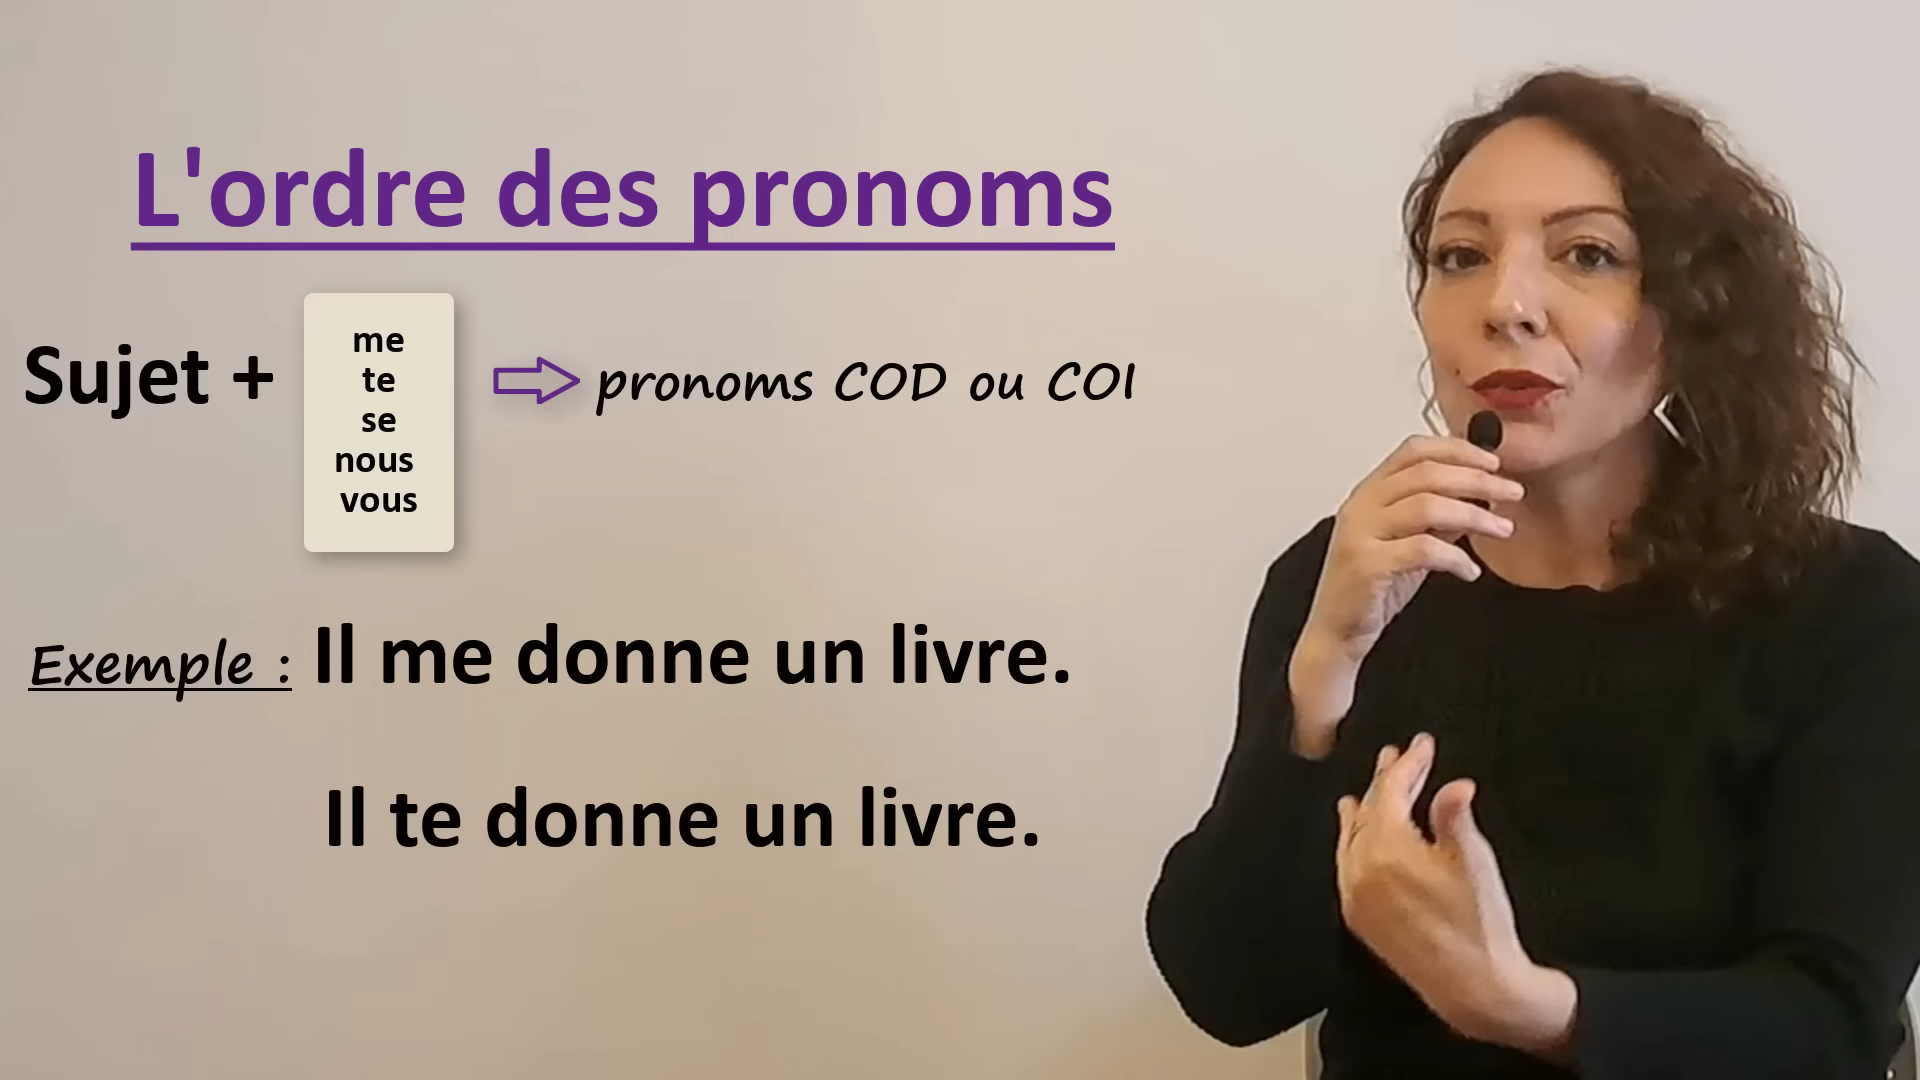 L'ordre des pronoms
Sujet +
me
te
se
nous
vous
pronoms COD ou COI
Exemple : Il me donne un livre.
Il te donne un livre.